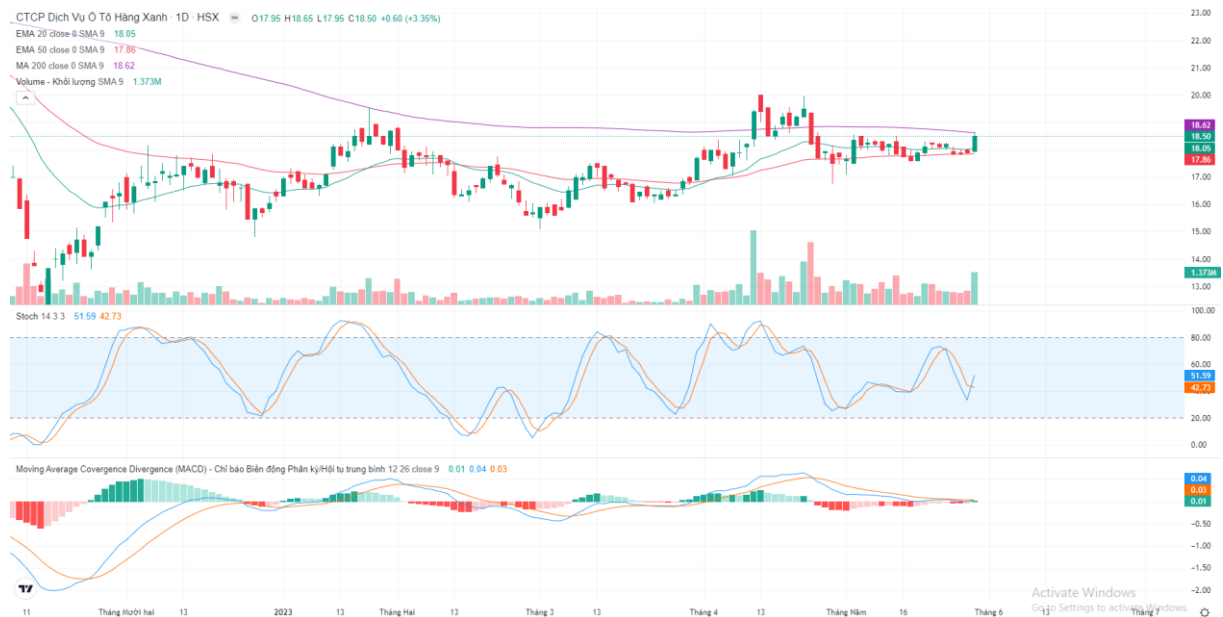 CTCP Dịch Vụ Ô Tô Hàng Xanh · 1D · HSX O17.95 H18.65 L17.95 C18.50 +0.60 (+3.35%)
EMA 20 close 0 SMA 9 18.05
EMA 50 close 0 SMA 9 17.86
MA 200 close 0 SMA 9 18.62
Volume - Khối lượng SMA 9 1.373M
23.00
22.00
21.00
20.00
18.62
18.50
18.05
17.86
17.00
16.00
15.00
14.00
1.373M
13.00
Stoch 14 3 3 51.59 42.73
100.00
80.00
60.00
51.59
42.73
40.00
20.00
0.00
Moving Average Covergence Divergence (MACD) - Chỉ báo Biến động Phân kỳ/Hội tụ trung bình 12 26 close 9 0.01 0.04 0.03
0.04
0.03
0.01
−0.50
−1.00
−1.50
−2.00
Activate Windows
Go to Settings to activate Windows.
11 Tháng Mười hai 13 2023 13 Tháng Hai 13 Tháng 3 13 Tháng 4 13 Tháng Năm 16 Tháng 6 13 Tháng 7